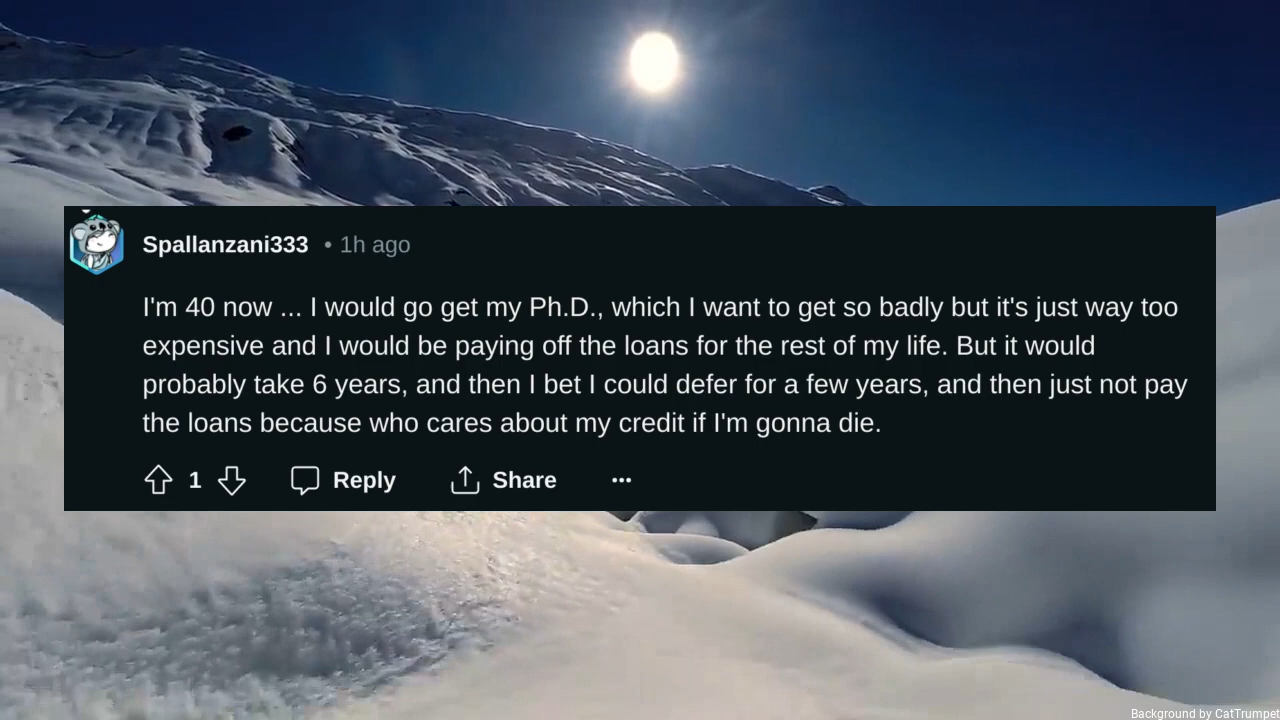 Spallanzani333 • 1h ago
I'm 40 now ... I would go get my Ph.D., which I want to get so badly but it's just way too
expensive and I would be paying off the loans for the rest of my life. But it would
probably take 6 years, and then I bet I could defer for a few years, and then just not pay
the loans because who cares about my credit if I'm gonna die.
1 Reply Share ...
Background by CatTrumpet